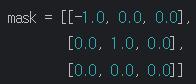 mask = [[-1.0, 0.0, 0.0],
[0.0, 1.0, 0.0],
[0.0, 0.0, 0.0]]